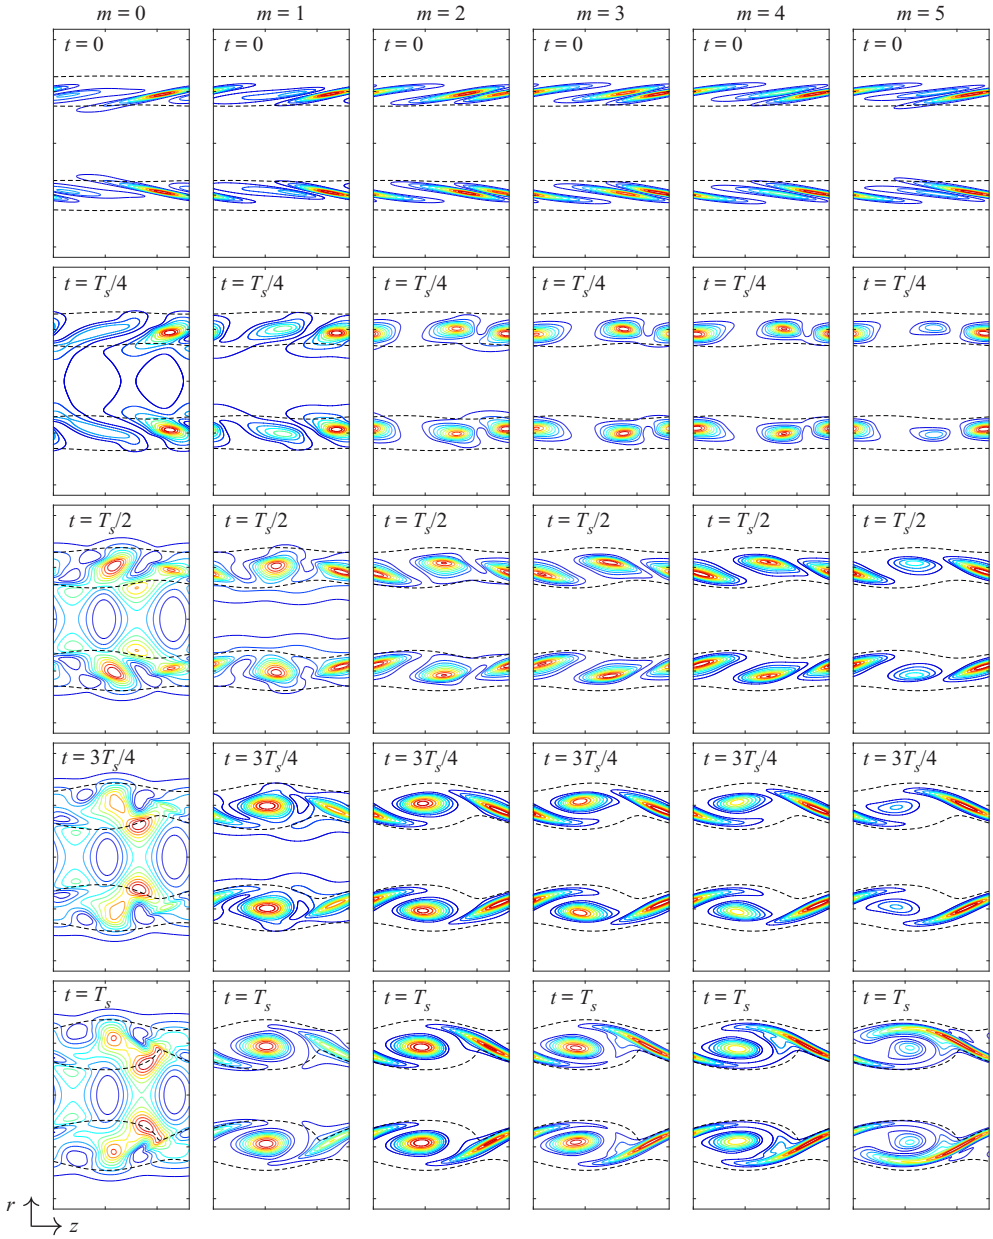 m = 0 m = 1 m = 2 m = 3 m = 4 m = 5
t = 0 t = 0 t = 0 t = 0 t = 0 t = 0
t = Ts/4 t = Ts/4 t = Ts/4 t = Ts/4 t = Ts/4 t = Ts/4
t = Ts/2 t = Ts/2 t = Ts/2 t = Ts/2 t = Ts/2 t = Ts/2
t = 3Ts/4 t = 3Ts/4 t = 3Ts/4 t = 3Ts/4 t = 3Ts/4 t = 3Ts/4
t = Ts t = Ts t = Ts t = Ts t = Ts t = Ts
r
z